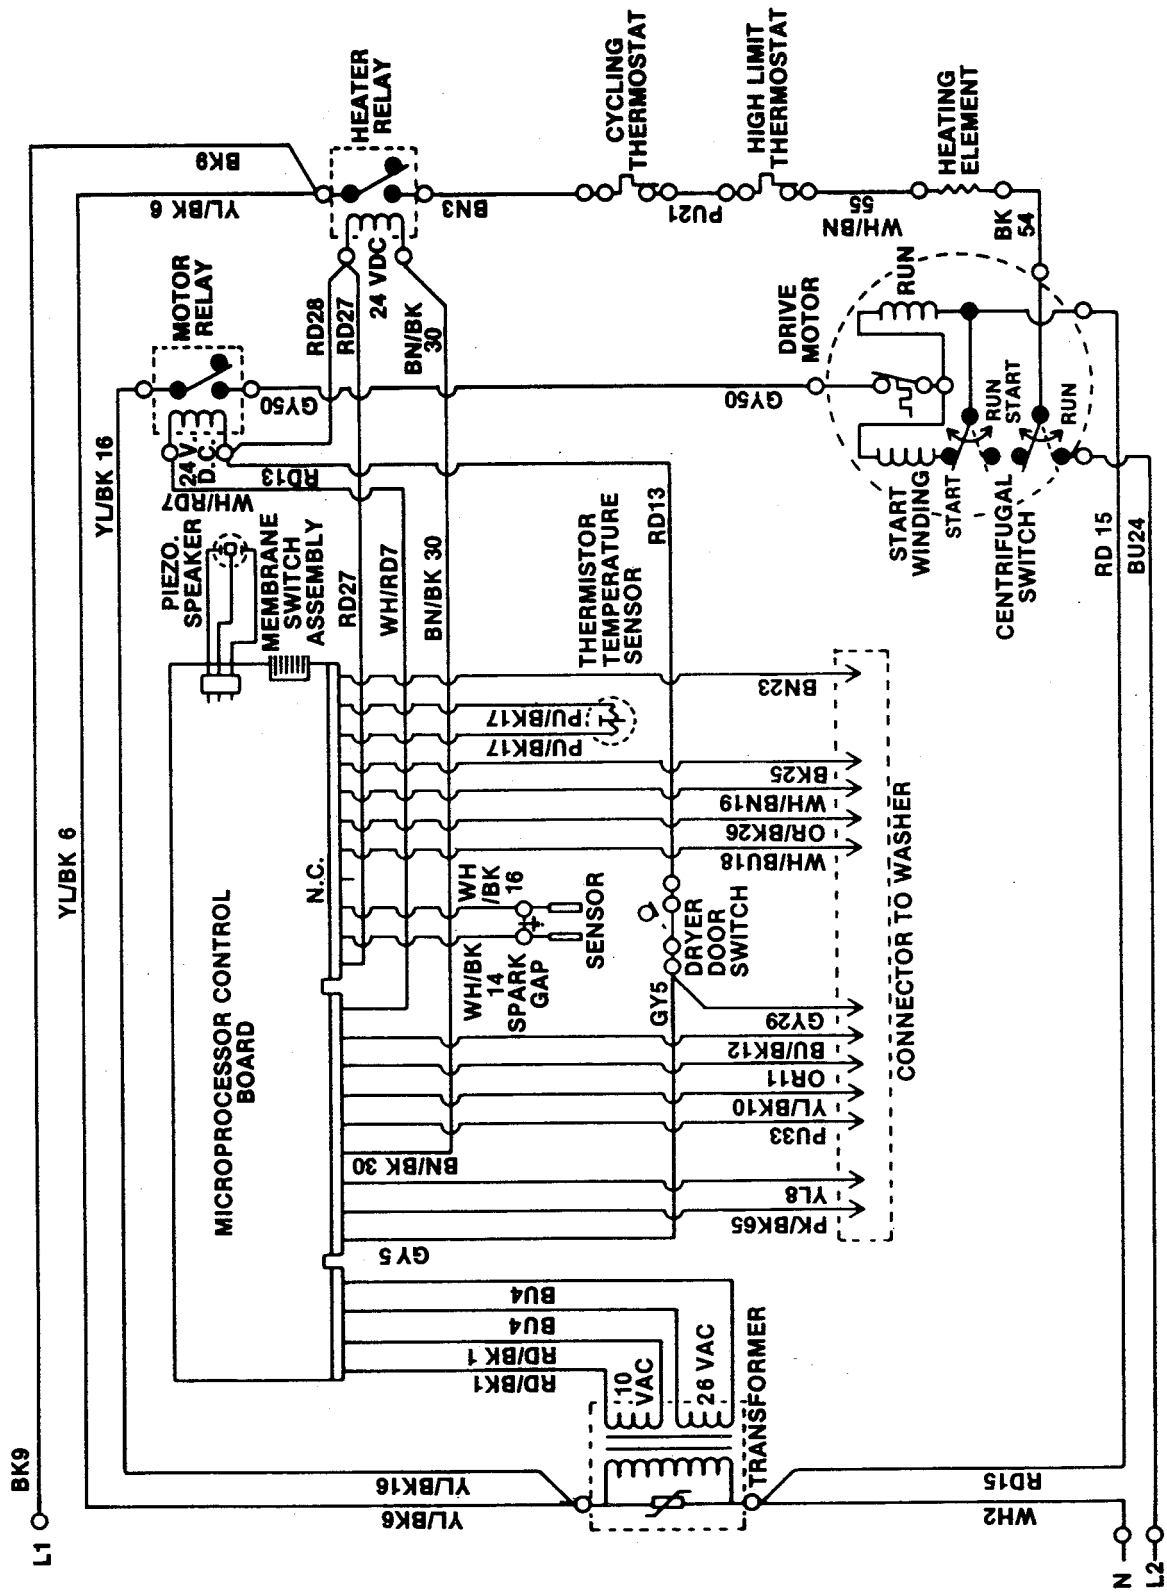 BK9
YL/BK 6
HEATER
RELAY
CYCLING
THERMOSTAT
HIGH LIMIT
THERMOSTAT
HEATING
ELEMENT
BN3
PU21
55
WH/BN
BK
54
MOTOR
RELAY
24 VDC
RD28
RD27
BN/BK
30
DRIVE
MOTOR
RUN
GY50
GY50
YL/BK 16
24 V.
D.C.
RD13
WH/RD7
RUN
START
RUN
START
START
WINDING
CENTRIFUGAL
SWITCH
RD 15
BU24
PIEZO.
SPEAKER
MEMBRANE
SWITCH
ASSEMBLY
RD27
WH/RD7
BN/BK 30
THERMISTOR
TEMPERATURE
SENSOR
RD13
BN23
PU/BK17
PU/BK17
BK25
WH/BN19
OR/BK26
WH/BU18
YL/BK 6
MICROPROCESSOR CONTROL
BOARD
N.C.
WH
/BK
16
WH/BK
14
SPARK
GAP
SENSOR
DRYER
DOOR
SWITCH
GY5
GY29
BU/BK12
OR11
YL/BK10
PU33
CONNECTOR TO WASHER
BN/BK 30
YL8
PK/BK65
GY5
BU4
BU4
RD/BK 1
RD/BK1
10
VAC
26 VAC
TRANSFORMER
BK9
YL/BK16
YL/BK6
RD15
WH2
L1
N
L2